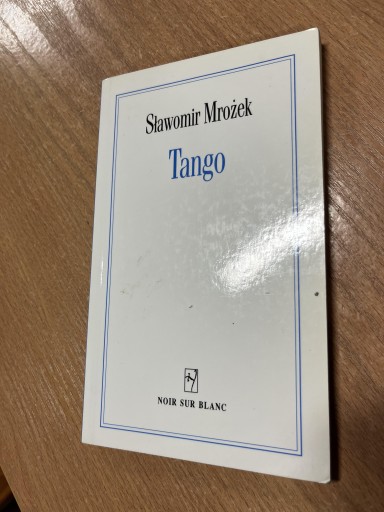 Sławomir Mrożek
Tango
NOIR SUR BLANC